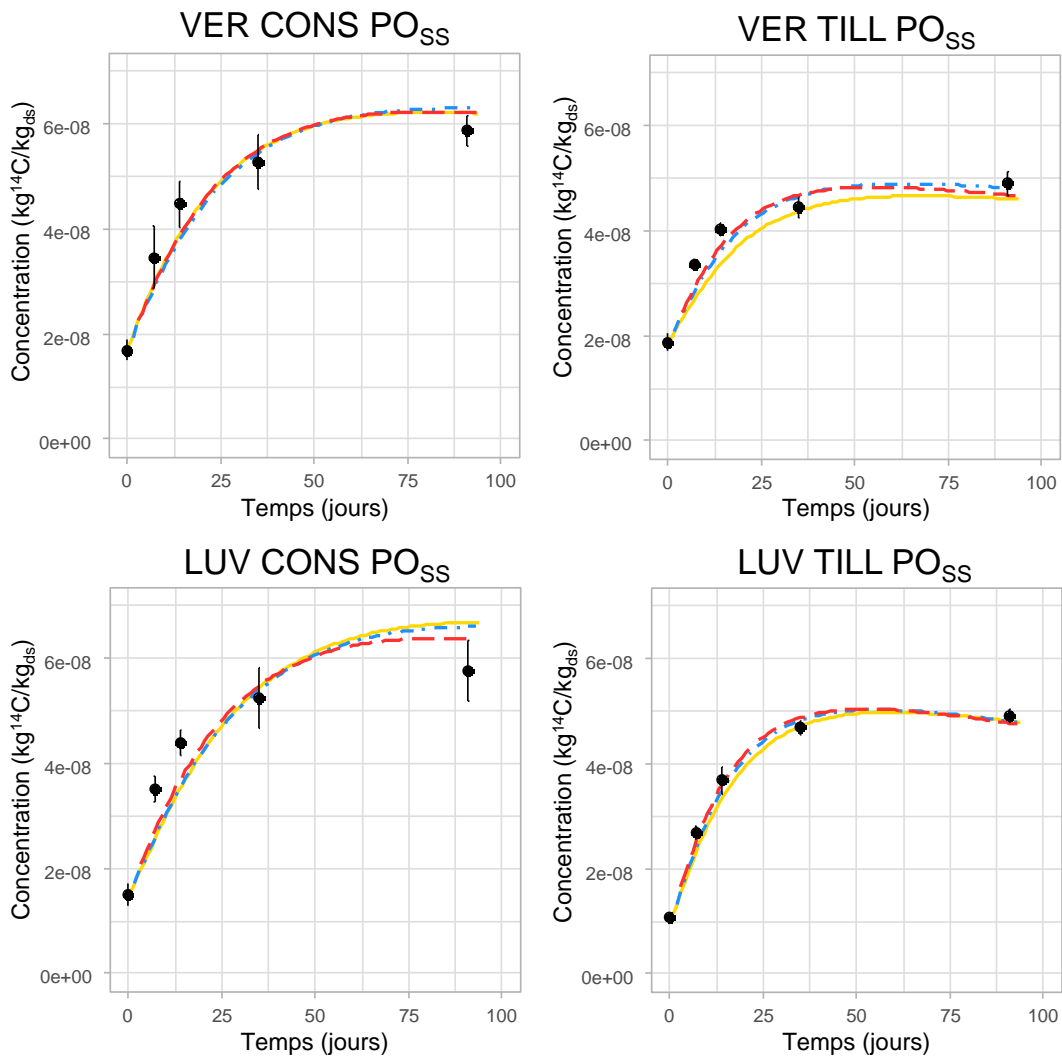 VER CONS PO_SS
Concentration (kg¹⁴C/kg_ds)
6e-08
4e-08
2e-08
0e+00
0 25 50 75 100
Temps (jours)
VER TILL PO_SS
Concentration (kg¹⁴C/kg_ds)
6e-08
4e-08
2e-08
0e+00
0 25 50 75 100
Temps (jours)
LUV CONS PO_SS
Concentration (kg¹⁴C/kg_ds)
6e-08
4e-08
2e-08
0e+00
0 25 50 75 100
Temps (jours)
LUV TILL PO_SS
Concentration (kg¹⁴C/kg_ds)
6e-08
4e-08
2e-08
0e+00
0 25 50 75 100
Temps (jours)